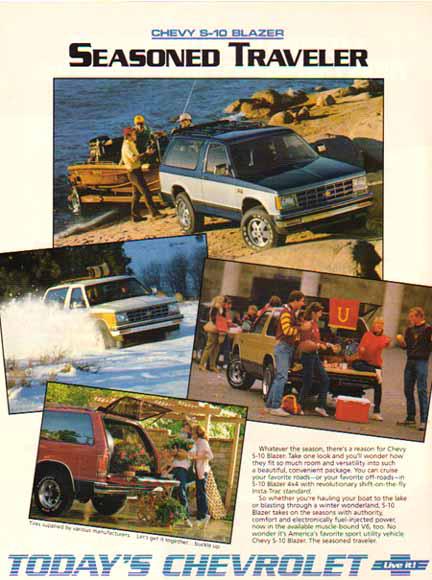 CHEVY S-10 BLAZER
SEASONED TRAVELER
U
Whatever the season, there's a reason for Chevy
S-10 Blazer. Take one look and you'll wonder how
they fit so much room and versatility into such
a beautiful, convenient package. You can cruise
your favorite roads—or your favorite off-roads—in
S-10 Blazer 4x4 with revolutionary shift-on-the-fly
Insta-Trac standard.
So whether you're hauling your boat to the lake
or blasting through a winter wonderland, S-10
Blazer takes on the seasons with authority,
comfort and electronically fuel-injected power,
now in the available muscle-bound V6, too. No
wonder it's America's favorite sport utility vehicle
Chevy S-10 Blazer. The seasoned traveler.
Tires supplied by various manufacturers. Let's get it together... buckle up.
TODAY'S CHEVROLET Live it!